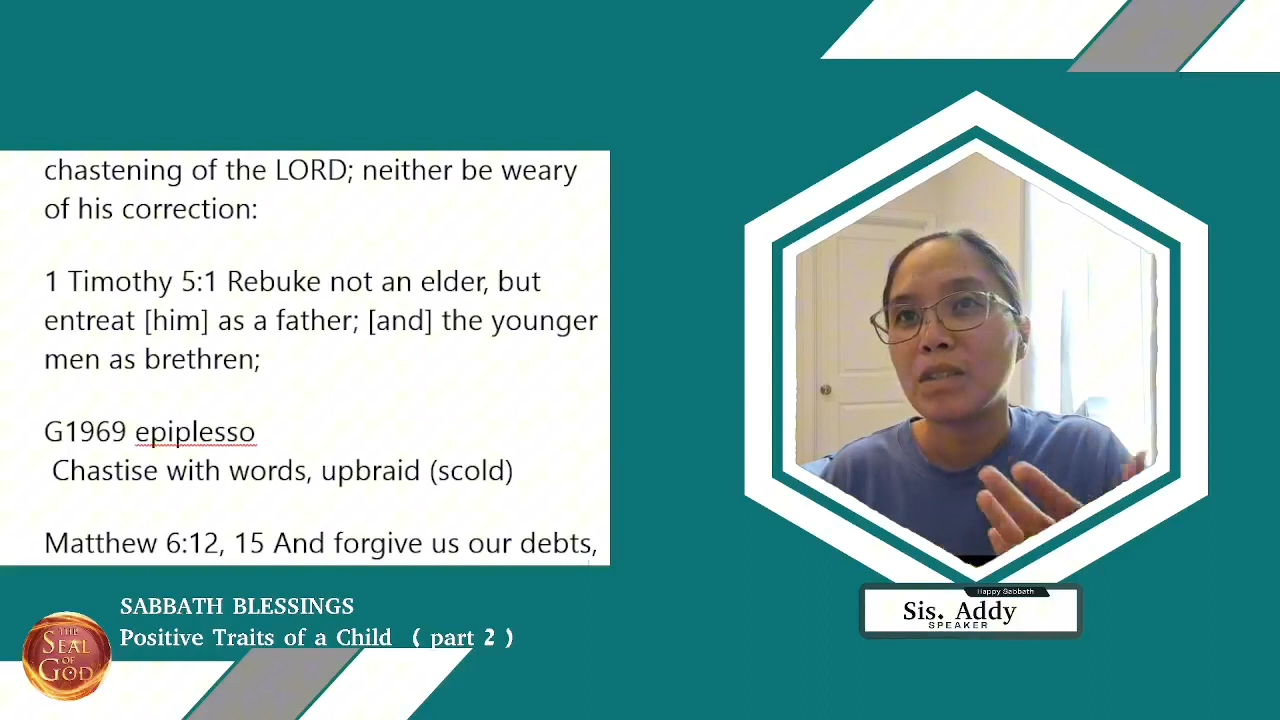 chastening of the LORD; neither be weary
of his correction:
1 Timothy 5:1 Rebuke not an elder, but
entreat [him] as a father; [and] the younger
men as brethren;
G1969 epiplesso
Chastise with words, upbraid (scold)
Matthew 6:12, 15 And forgive us our debts,
SABBATH BLESSINGS
Positive Traits of a Child ( part 2 )
THE
SEAL
OF
GOD
Happy Sabbath
Sis. Addy
SPEAKER